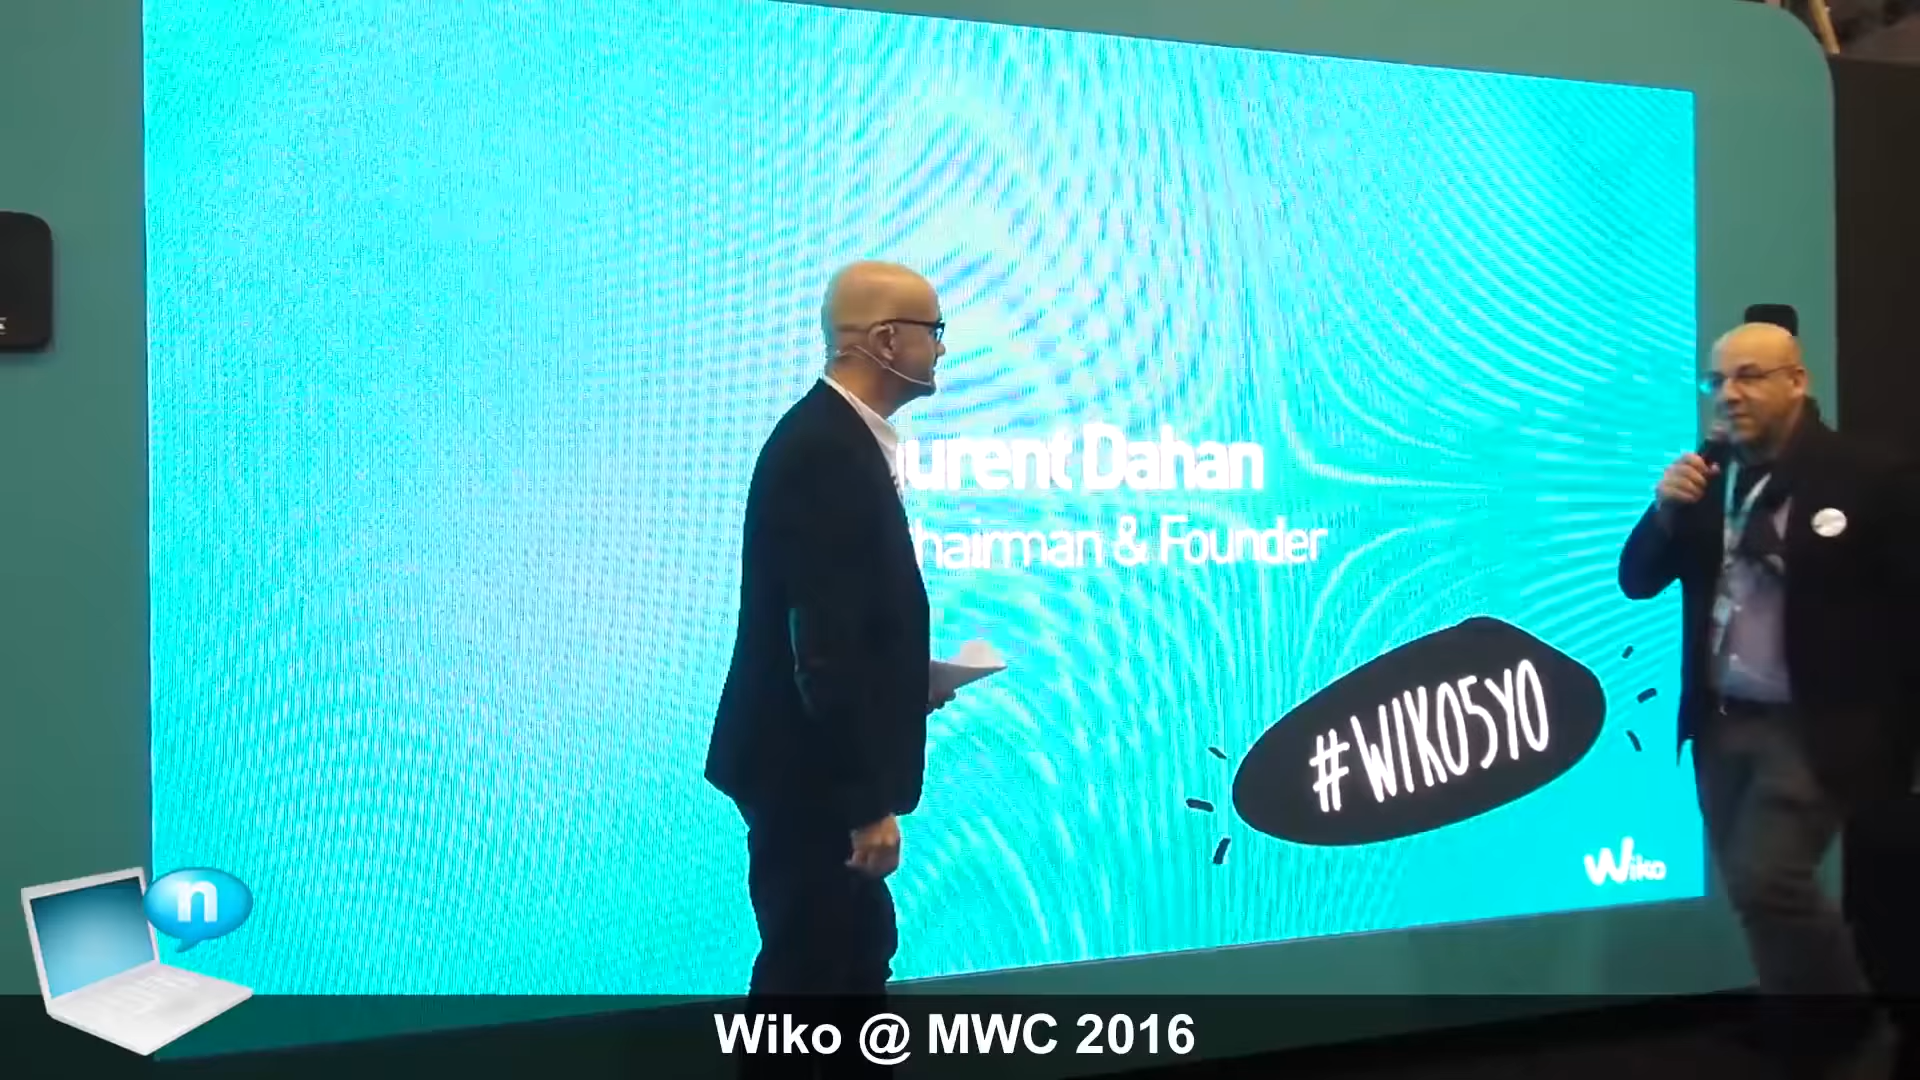 urent Dahan
hairman & Founder
#WIKO5YO
Wiko
n
Wiko @ MWC 2016